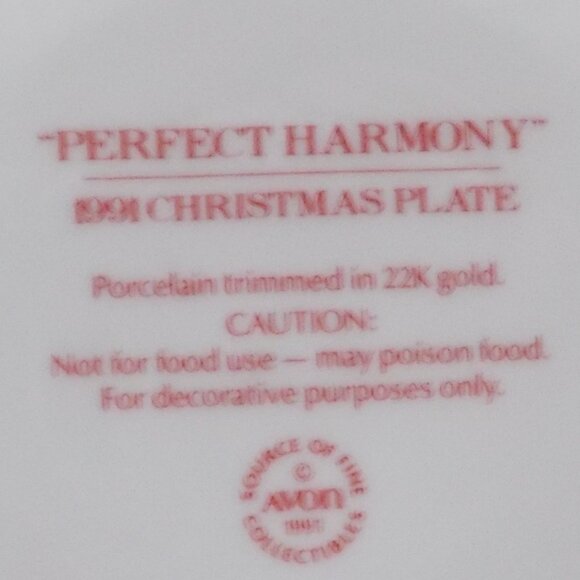 "PERFECT HARMONY"
1991 CHRISTMAS PLATE
Porcelain trimmed in 22K gold.
CAUTION:
Not for food use — may poison food.
For decorative purposes only.
SOURCE OF FINE
©
AVON
1991
COLLECTIBLES